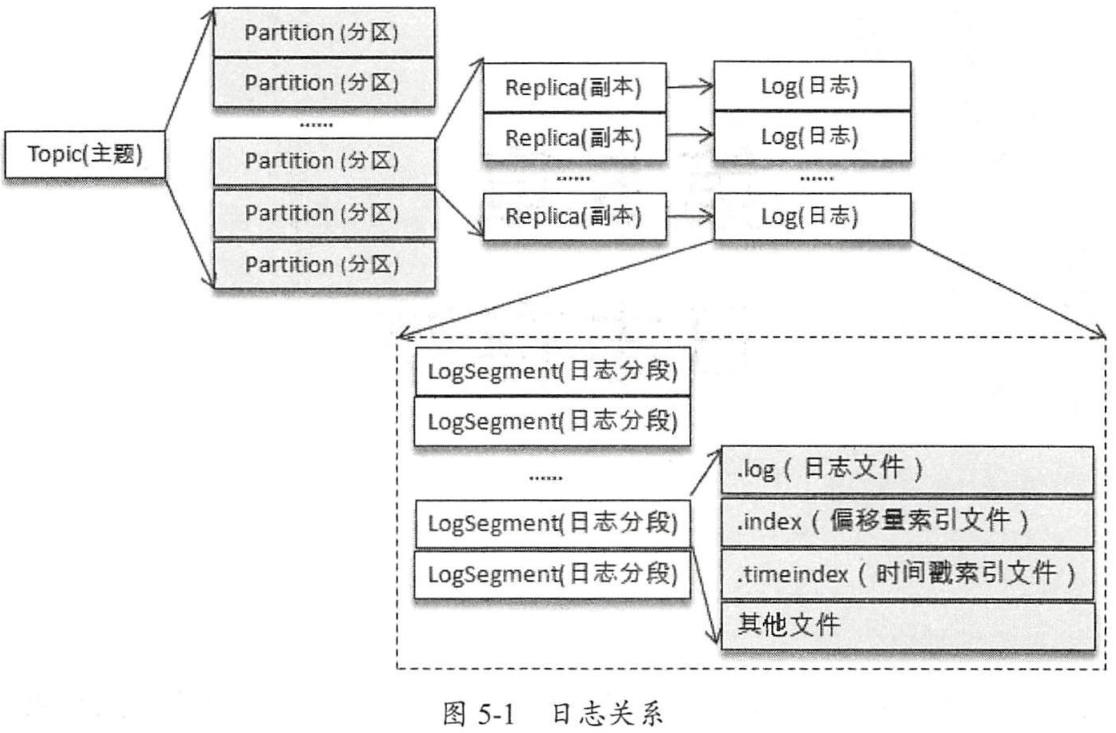 Topic(主题)
Partition (分区)
Partition (分区)
......
Partition (分区)
Partition (分区)
Partition (分区)
Replica(副本)
Replica(副本)
......
Replica(副本)
Log(日志)
Log(日志)
......
Log(日志)
LogSegment(日志分段)
LogSegment(日志分段)
......
LogSegment(日志分段)
LogSegment(日志分段)
.log（日志文件）
.index（偏移量索引文件）
.timeindex（时间戳索引文件）
其他文件
图 5-1 日志关系